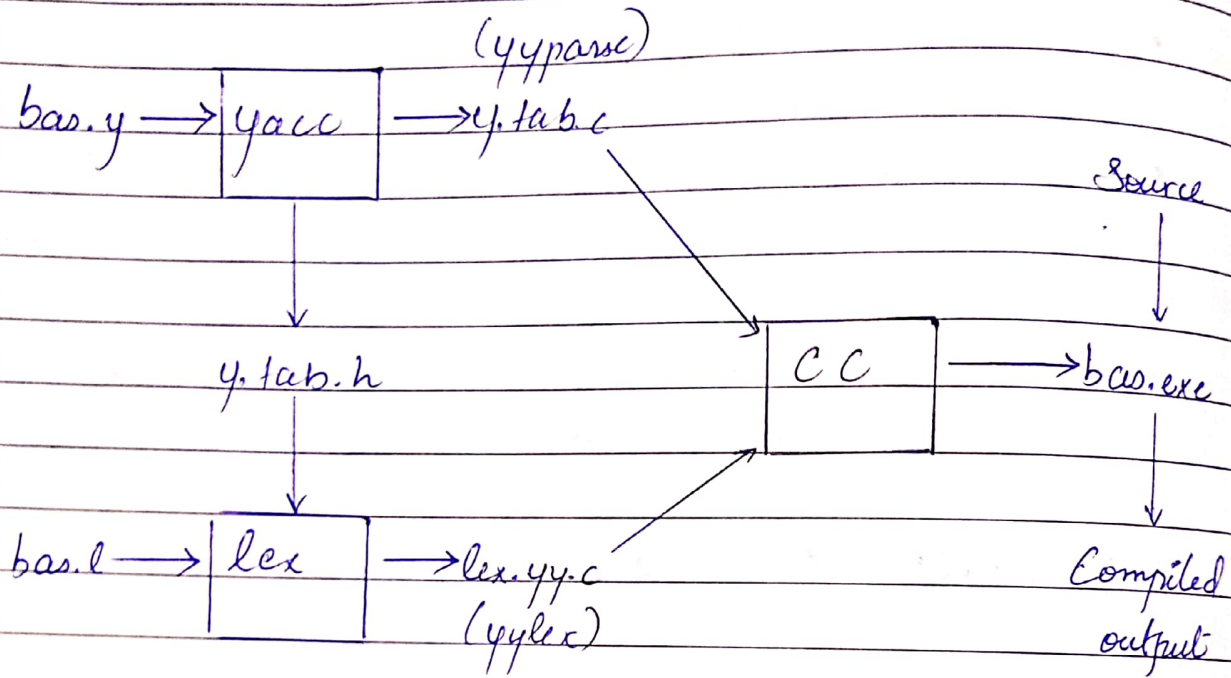 (yyparse)
bas.y yacc y.tab.c
Source
y.tab.h CC bas.exe
bas.l lex lex.yy.c Compiled
(yylex) output